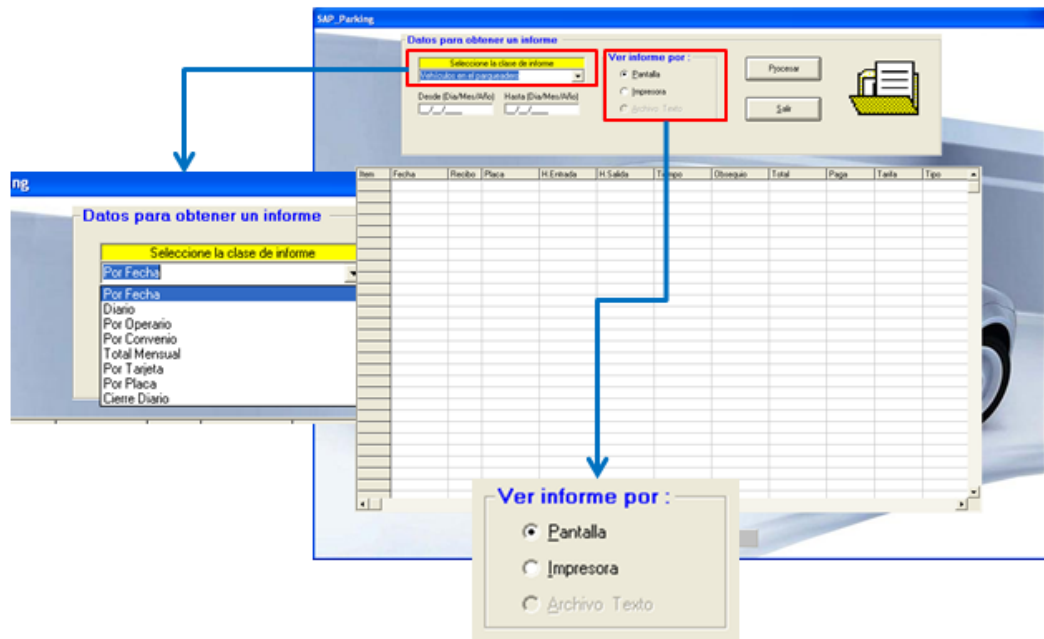 SAP_Parking
Datos para obtener un informe
Seleccione la clase de informe
Vehículos en el parqueadero
Desde (Dia/Mes/Año) Hasta (Dia/Mes/Año)
_/_/___ _/_/___
Ver informe por :
Pantalla
Impresora
Archivo Texto
Procesar
Salir
Item Fecha Recibo Placa H.Entrada H.Salida Tiempo Obsequio Total Paga Tarifa Tipo
ng
Datos para obtener un informe
Seleccione la clase de informe
Por Fecha
Por Fecha
Diario
Por Operario
Por Convenio
Total Mensual
Por Tarjeta
Por Placa
Cierre Diario
Ver informe por :
Pantalla
Impresora
Archivo Texto